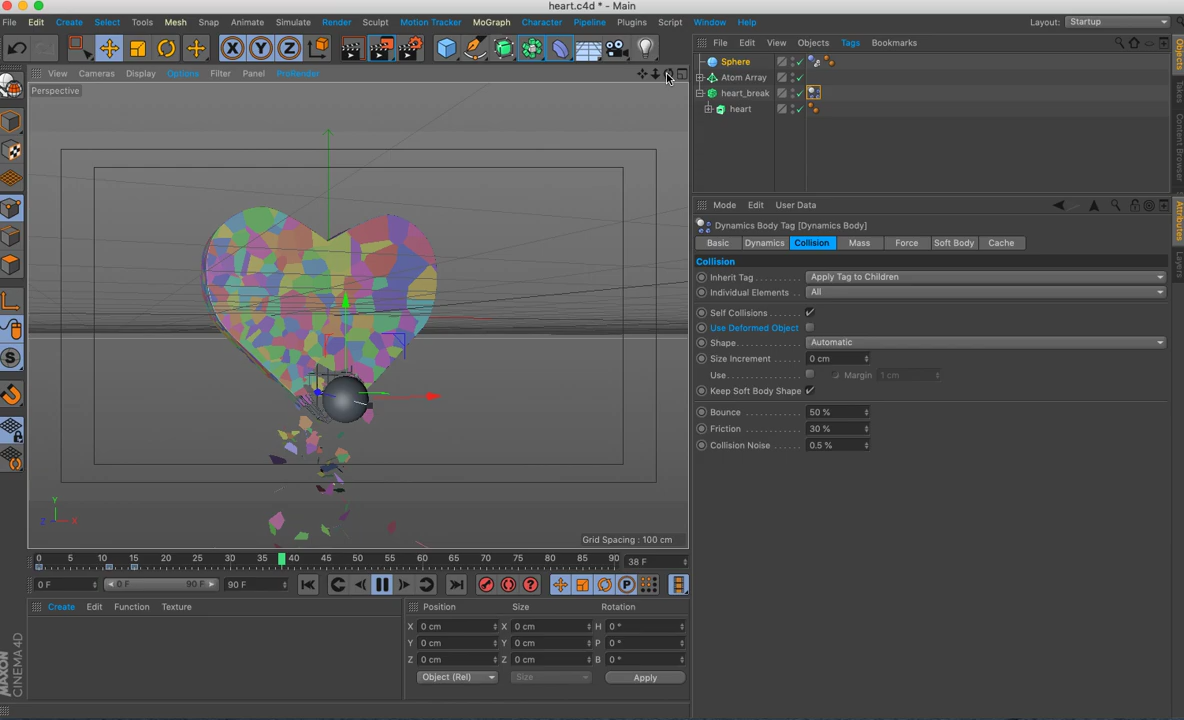 heart.c4d * - Main
File Edit Create Select Tools Mesh Snap Animate Simulate Render Sculpt Motion Tracker MoGraph Character Pipeline Plugins Script Window Help
Layout: Startup
File Edit View Objects Tags Bookmarks
View Cameras Display Options Filter Panel ProRender
Perspective
Sphere
Atom Array
heart_break
heart
Objects
Takes
Content Browser
Attributes
Layers
Mode Edit User Data
Dynamics Body Tag [Dynamics Body]
Basic Dynamics Collision Mass Force Soft Body Cache
Collision
Inherit Tag Apply Tag to Children
Individual Elements All
Self Collisions
Use Deformed Object
Shape Automatic
Size Increment 0 cm
Use Margin 1 cm
Keep Soft Body Shape
Bounce 50 %
Friction 30 %
Collision Noise 0.5 %
Y
Z X
Grid Spacing : 100 cm
0 5 10 15 20 25 30 35 40 45 50 55 60 65 70 75 80 85 90 38 F
0 F 0 F 90 F 90 F
Create Edit Function Texture
Position Size Rotation
X 0 cm X 0 cm H 0 °
Y 0 cm Y 0 cm P 0 °
Z 0 cm Z 0 cm B 0 °
Object (Rel) Size Apply
MAXON
CINEMA 4D